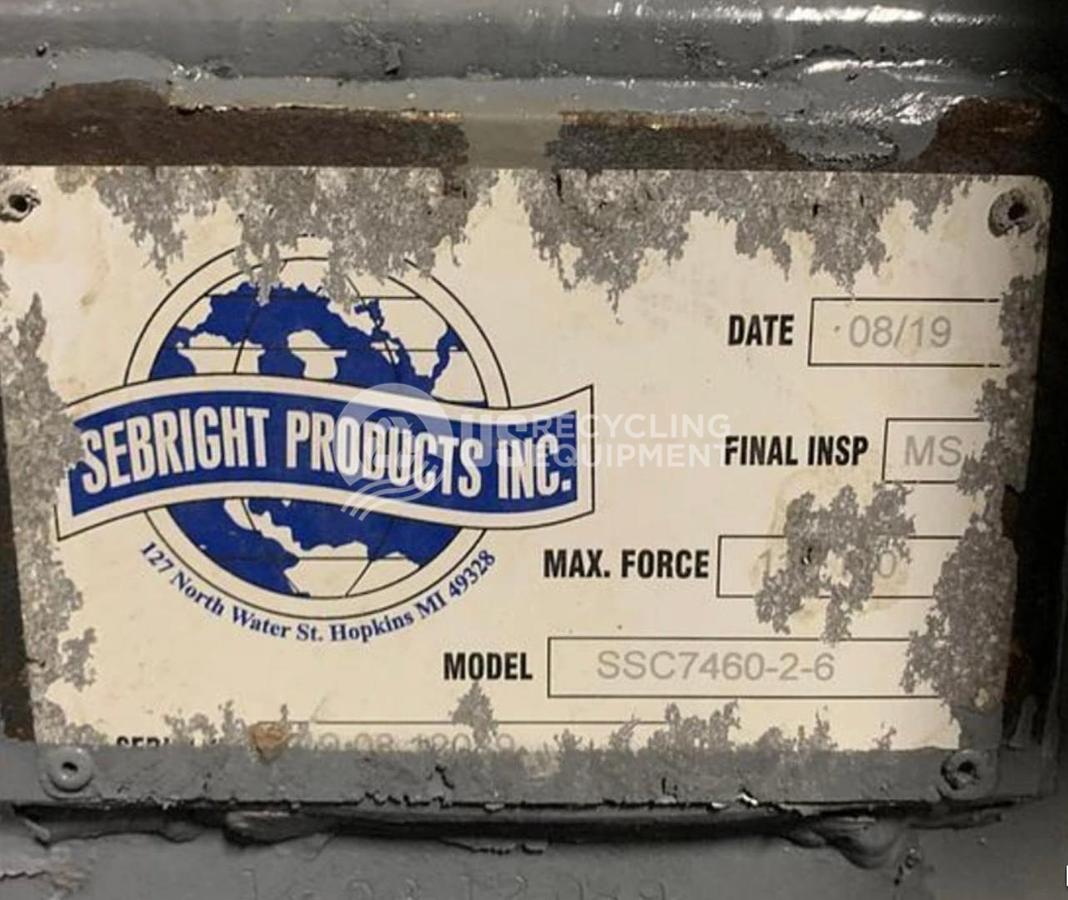 DATE 08/19
SEBRIGHT PRODUCTS INC.
US RECYCLING
EQUIPMENT
FINAL INSP MS
MAX. FORCE
127 North Water St. Hopkins MI 49328
MODEL SSC7460-2-6